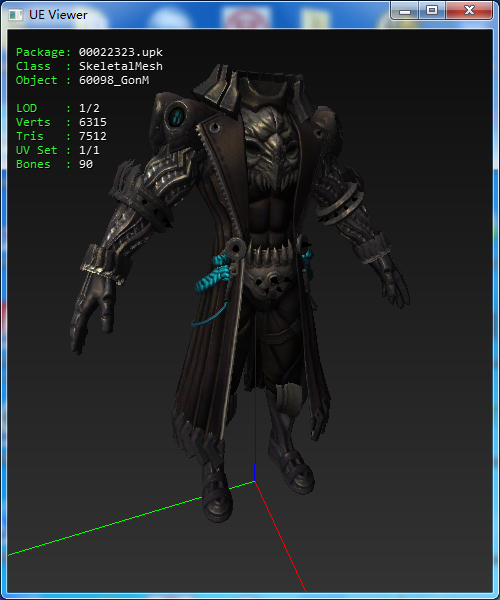 UE Viewer
Package: 00022323.upk
Class : SkeletalMesh
Object : 60098_GonM
LOD : 1/2
Verts : 6315
Tris : 7512
UV Set : 1/1
Bones : 90